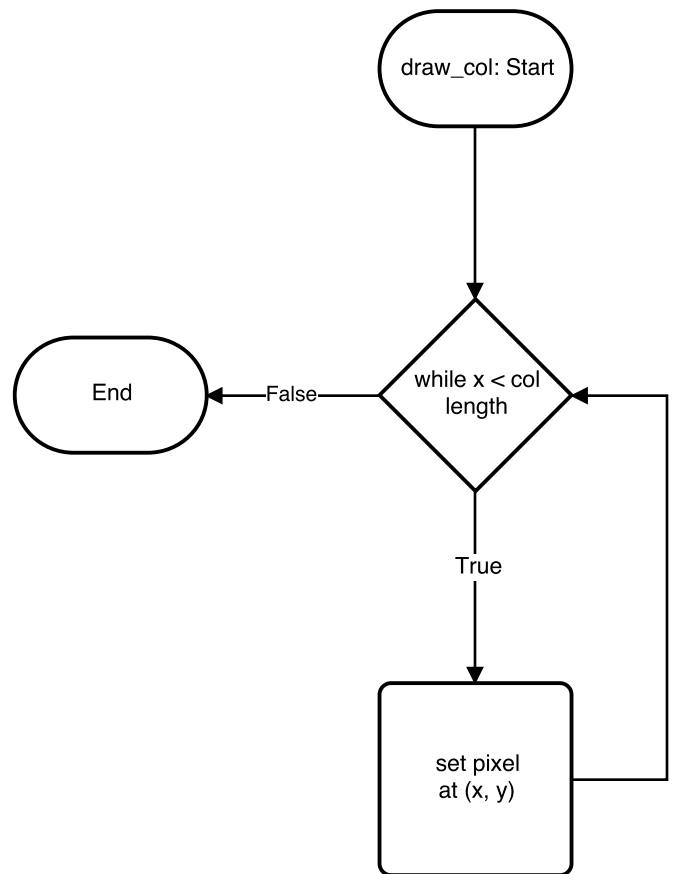 draw_col: Start
while x < col
length
End
False
True
set pixel
at (x, y)